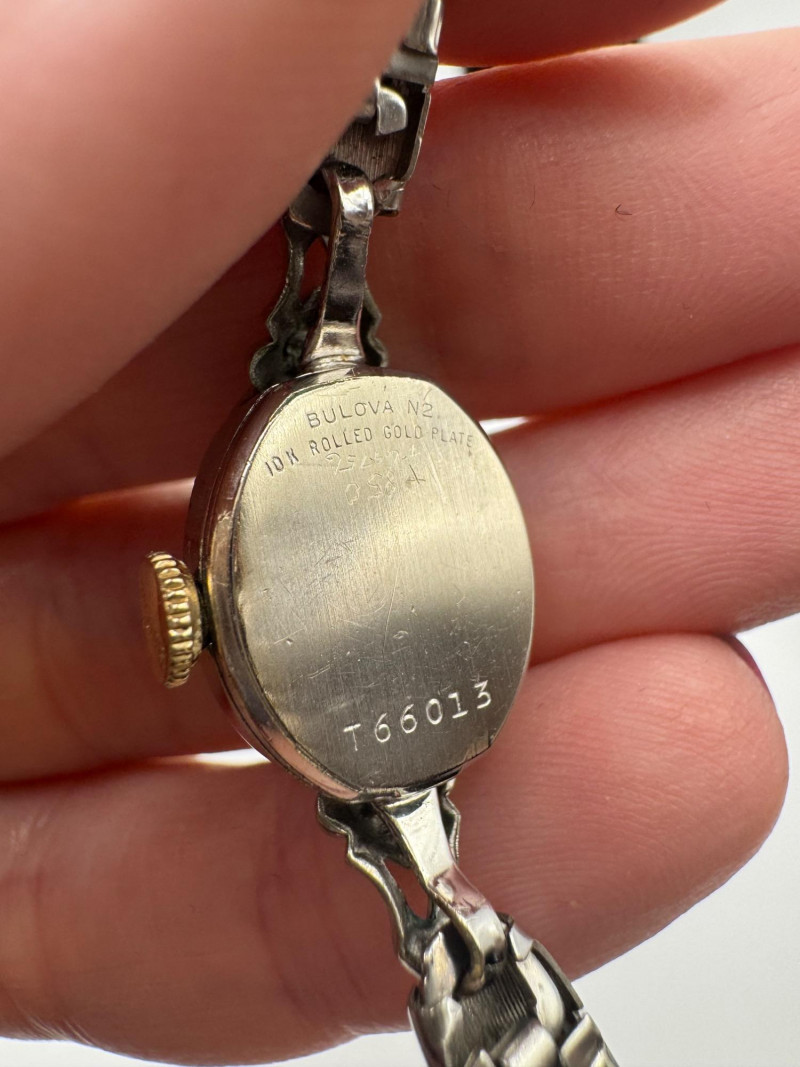 BULOVA N2
10K ROLLED GOLD PLATE
T66013